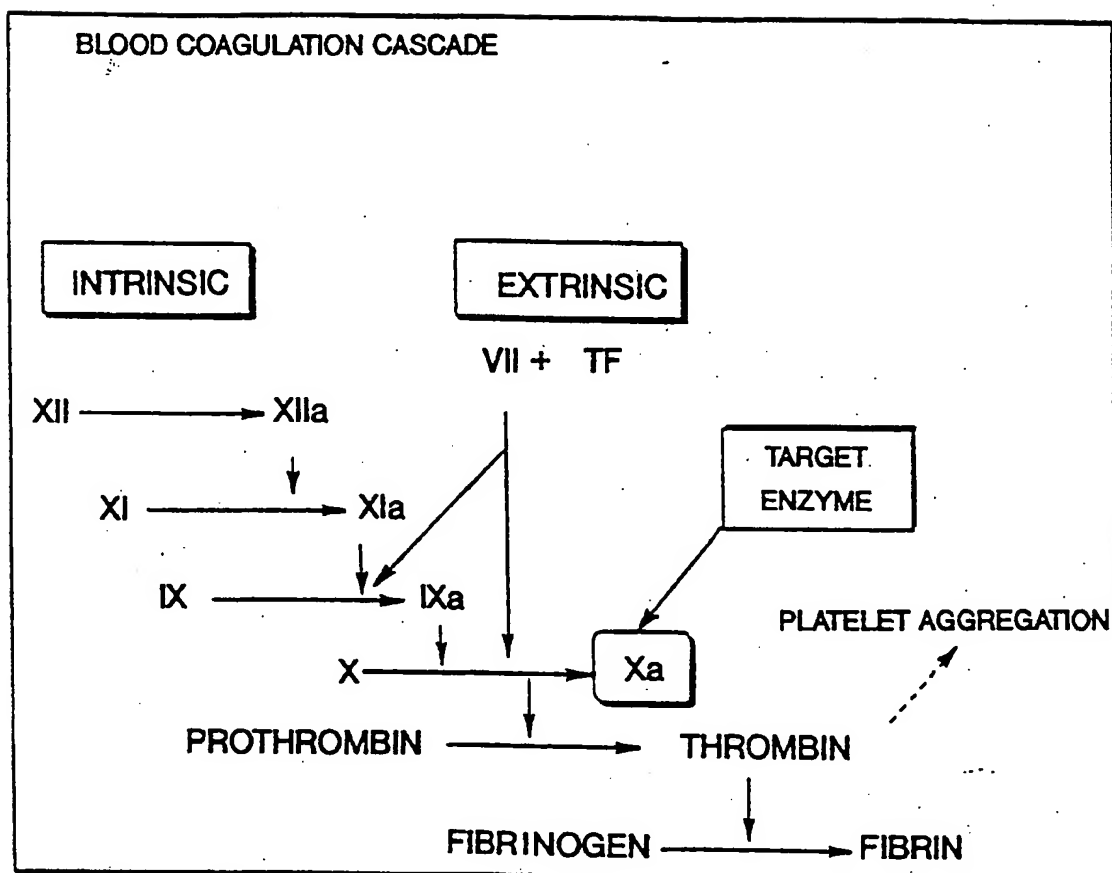 BLOOD COAGULATION CASCADE
INTRINSIC
EXTRINSIC
VII + TF
XII
XIIa
TARGET
ENZYME
XI
XIa
IX
IXa
PLATELET AGGREGATION
X
Xa
PROTHROMBIN
THROMBIN
FIBRINOGEN
FIBRIN